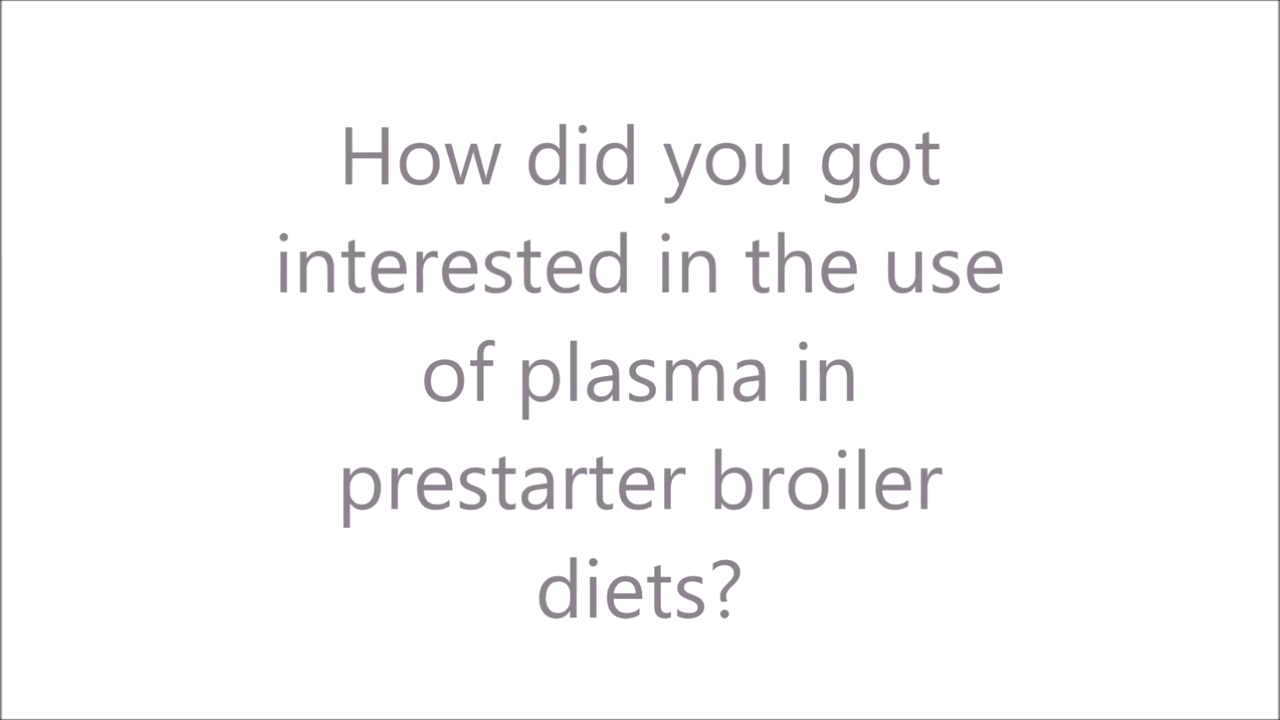 How did you got
interested in the use
of plasma in
prestarter broiler
diets?